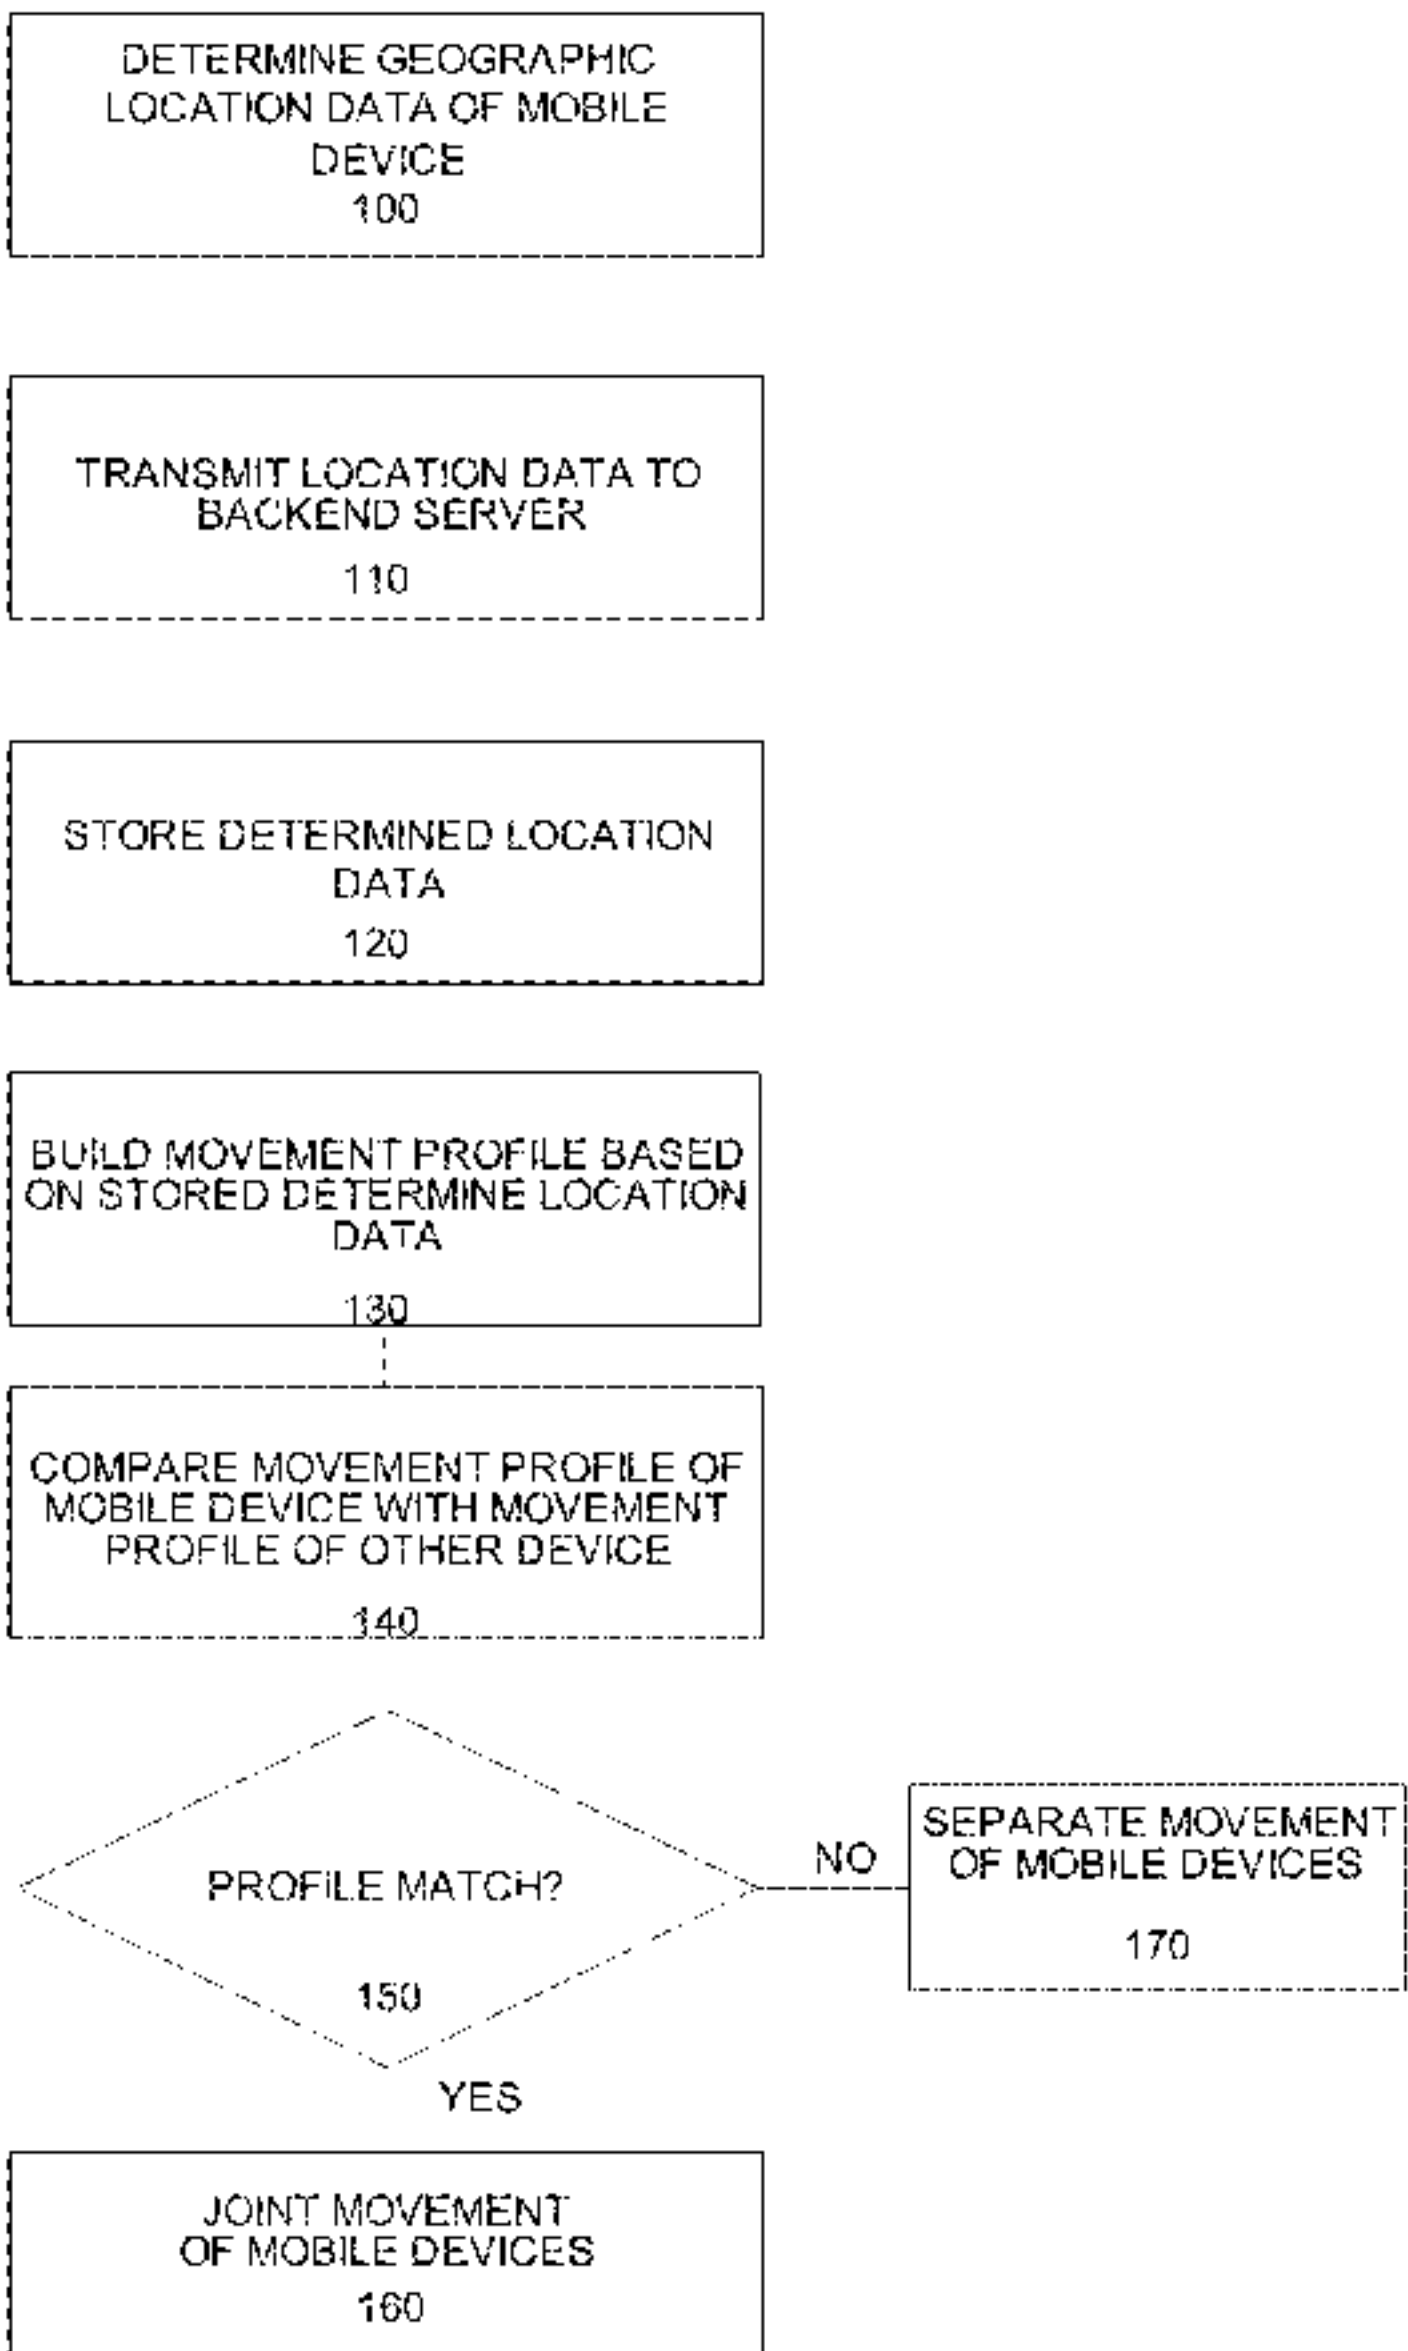 DETERMINE GEOGRAPHIC
LOCATION DATA OF MOBILE
DEVICE
100
TRANSMIT LOCATION DATA TO
BACKEND SERVER
110
STORE DETERMINED LOCATION
DATA
120
BUILD MOVEMENT PROFILE BASED
ON STORED DETERMINE LOCATION
DATA
130
COMPARE MOVEMENT PROFILE OF
MOBILE DEVICE WITH MOVEMENT
PROFILE OF OTHER DEVICE
140
PROFILE MATCH?
150
NO
SEPARATE MOVEMENT
OF MOBILE DEVICES
170
YES
JOINT MOVEMENT
OF MOBILE DEVICES
160